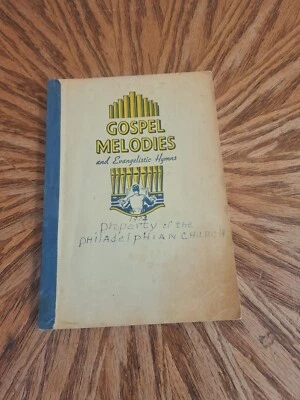 GOSPEL
MELODIES
and Evangelistic Hymns
Property of the
PHILADELPHIAN CHURCH